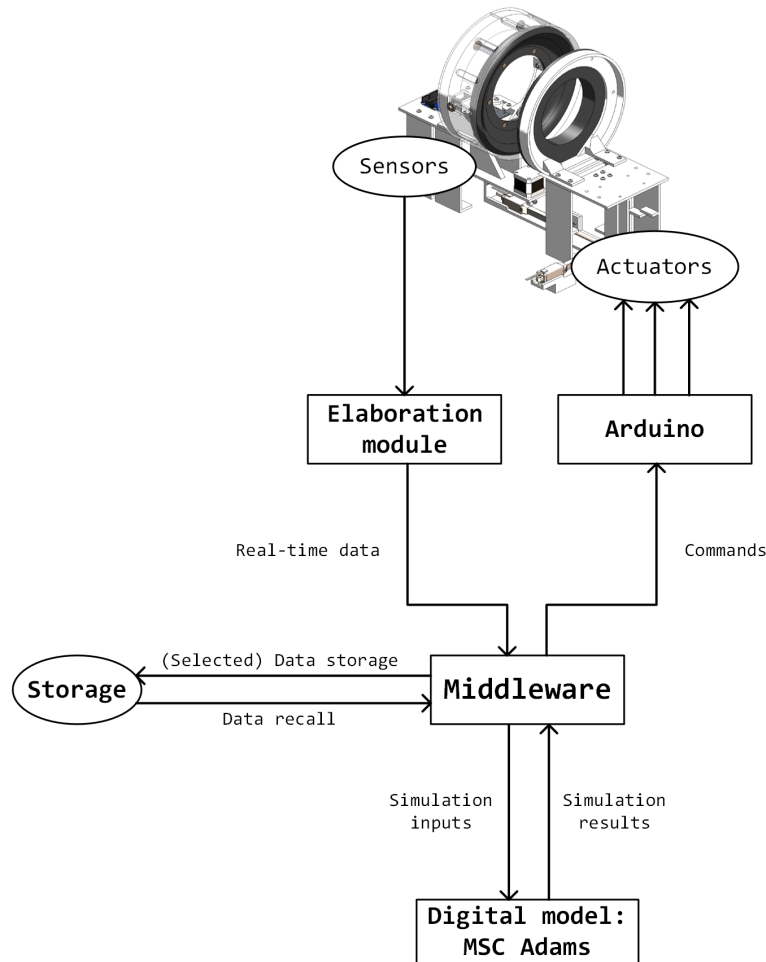 Sensors
Actuators
Elaboration
module
Arduino
Real-time data
Commands
(Selected) Data storage
Storage
Middleware
Data recall
Simulation
inputs
Simulation
results
Digital model:
MSC Adams